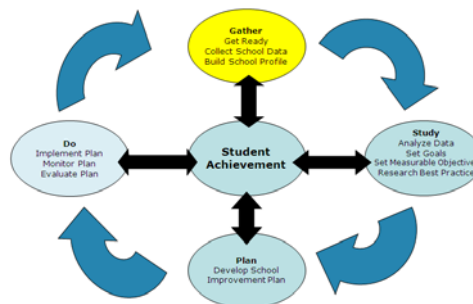 Gather
Get Ready
Collect School Data
Build School Profile
Do
Implement Plan
Monitor Plan
Evaluate Plan
Student
Achievement
Study
Analyze Data
Set Goals
Set Measurable Objective
Research Best Practice
Plan
Develop School
Improvement Plan